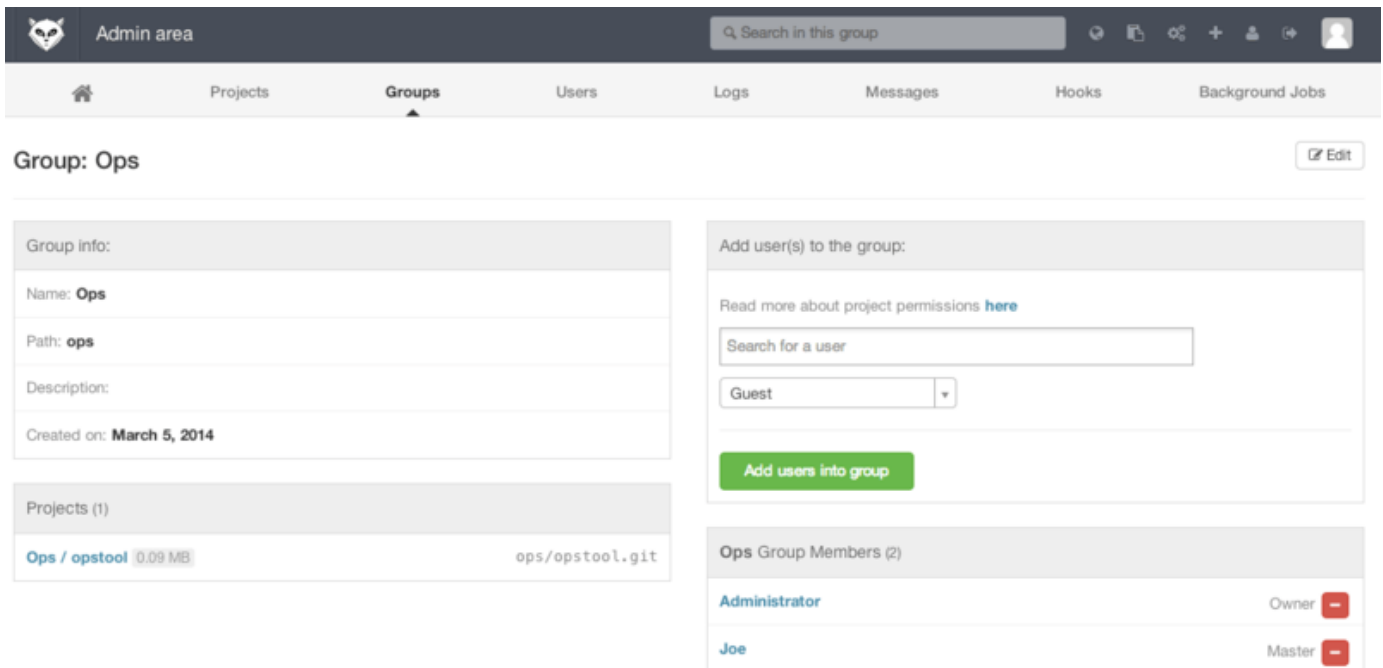 Admin area
Search in this group
Projects Groups Users Logs Messages Hooks Background Jobs
Group: Ops
Edit
Group info:
Name: Ops
Path: ops
Description:
Created on: March 5, 2014
Projects (1)
Ops / opstool 0.09 MB ops/opstool.git
Add user(s) to the group:
Read more about project permissions here
Search for a user
Guest
Add users into group
Ops Group Members (2)
Administrator Owner
Joe Master